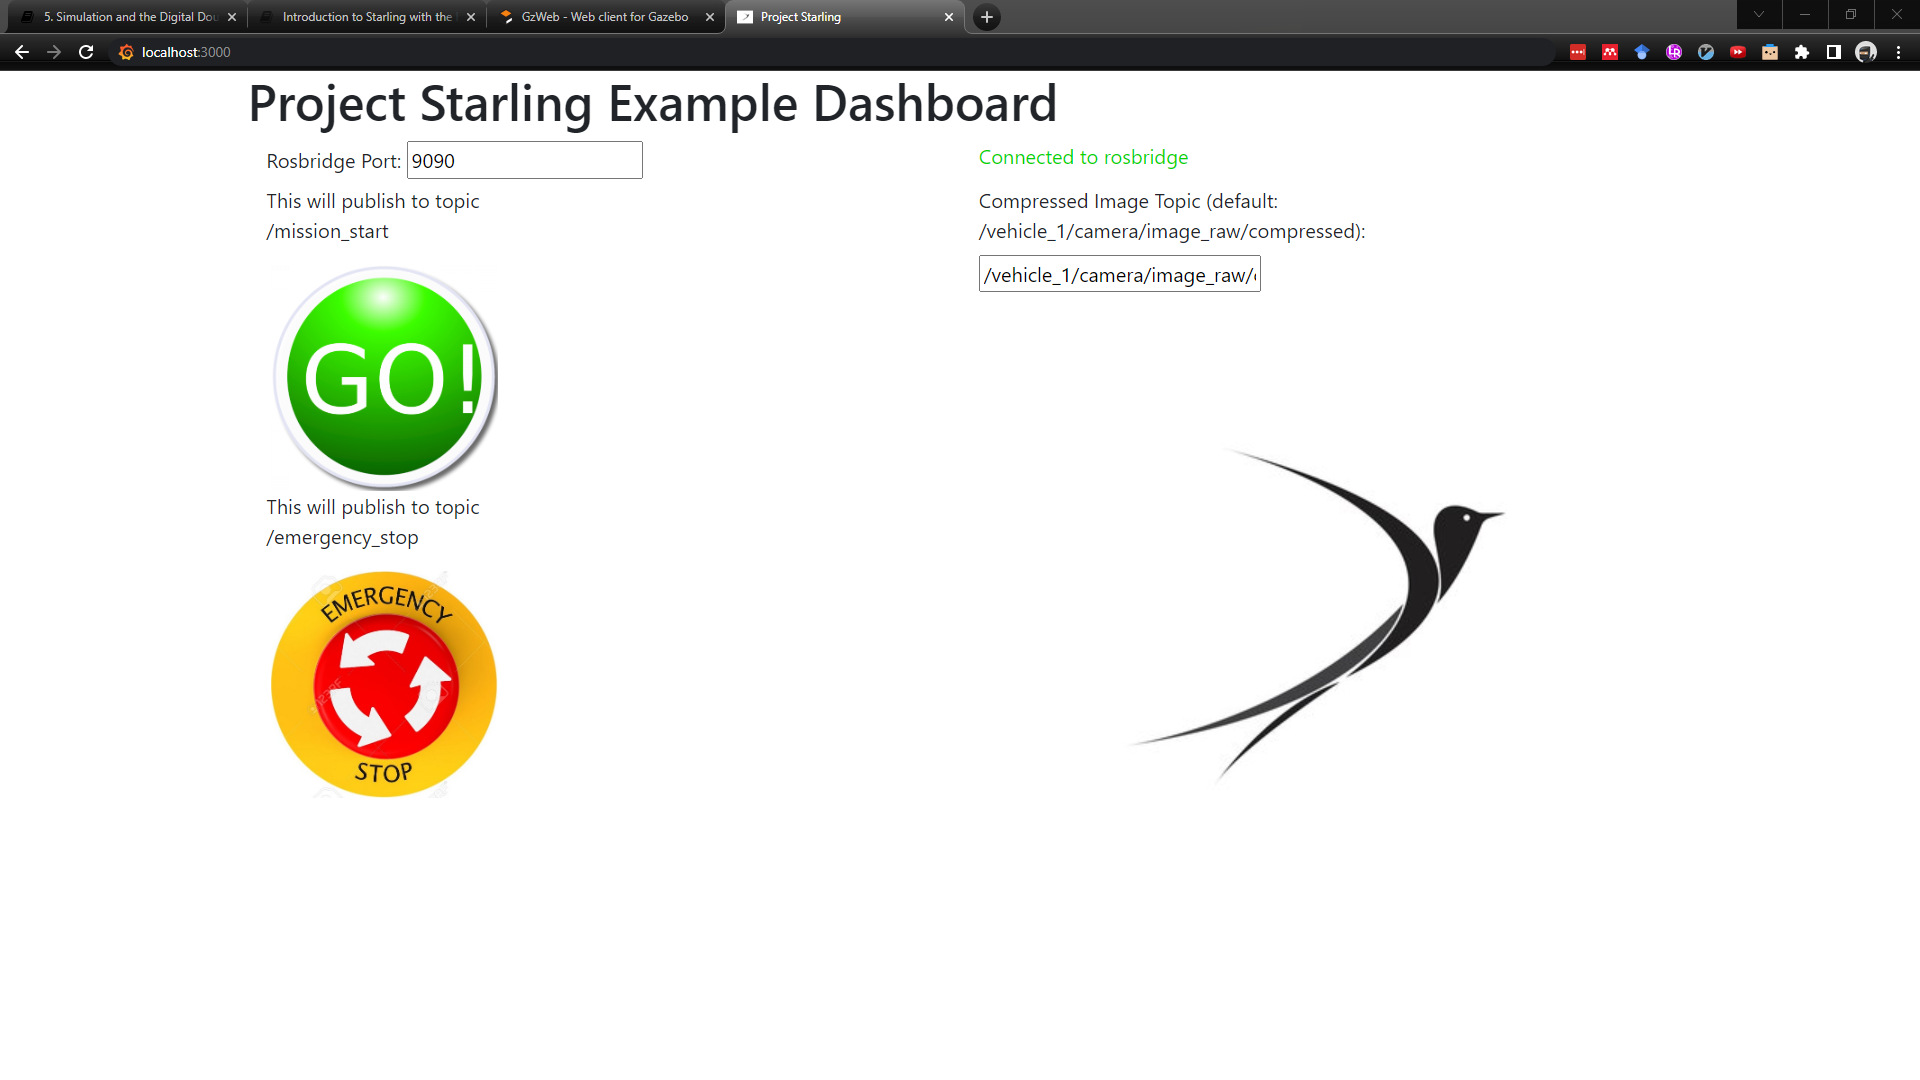 5. Simulation and the Digital Dou
Introduction to Starling with the
GzWeb - Web client for Gazebo
Project Starling
localhost:3000
Project Starling Example Dashboard
Rosbridge Port: 9090
Connected to rosbridge
This will publish to topic
/mission_start
Compressed Image Topic (default:
/vehicle_1/camera/image_raw/compressed):
/vehicle_1/camera/image_raw/
GO!
This will publish to topic
/emergency_stop
EMERGENCY
STOP